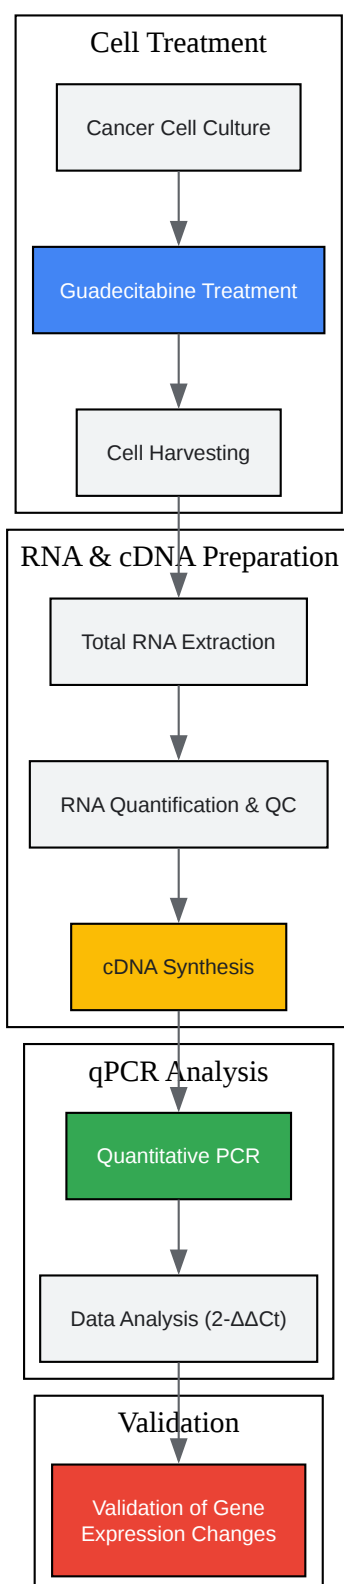 Cell Treatment
Cancer Cell Culture
Guadecitabine Treatment
Cell Harvesting
RNA & cDNA Preparation
Total RNA Extraction
RNA Quantification & QC
cDNA Synthesis
qPCR Analysis
Quantitative PCR
Data Analysis (2-ΔΔCt)
Validation
Validation of Gene
Expression Changes